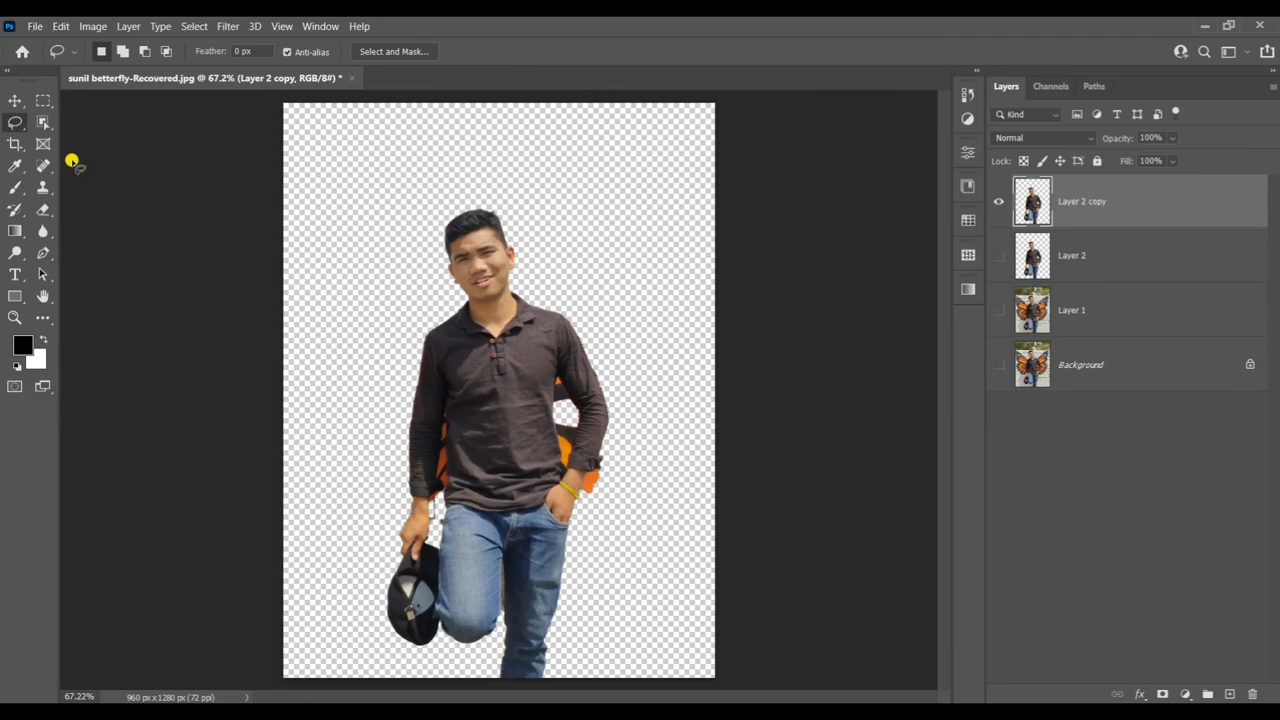 Ps File Edit Image Layer Type Select Filter 3D View Window Help
Feather: 0 px Anti-alias Select and Mask...
sunil betterfly-Recovered.jpg @ 67.2% (Layer 2 copy, RGB/8#) *
Layers Channels Paths
Kind
Normal Opacity: 100%
Lock: Fill: 100%
Layer 2 copy
Layer 2
Layer 1
Background
67.22% 960 px x 1280 px (72 ppi)